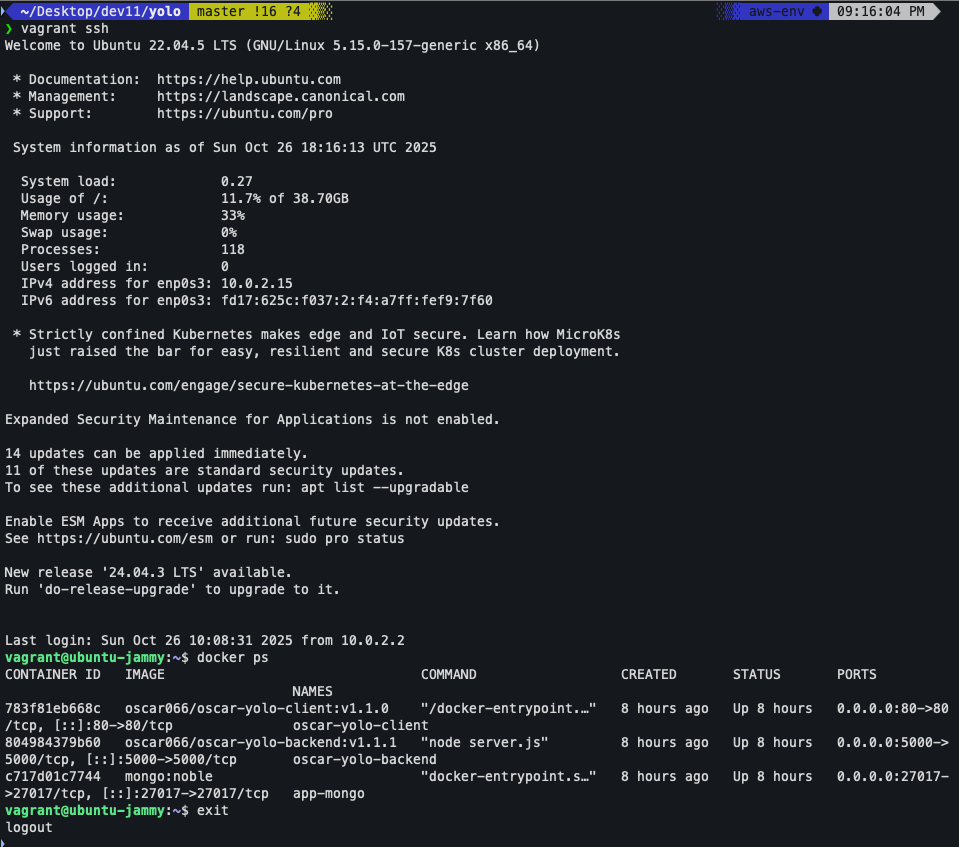 ~/Desktop/dev11/yolo master !16 ?4 aws-env 09:16:04 PM
❯ vagrant ssh
Welcome to Ubuntu 22.04.5 LTS (GNU/Linux 5.15.0-157-generic x86_64)
* Documentation: https://help.ubuntu.com
* Management: https://landscape.canonical.com
* Support: https://ubuntu.com/pro
System information as of Sun Oct 26 18:16:13 UTC 2025
System load: 0.27
Usage of /: 11.7% of 38.70GB
Memory usage: 33%
Swap usage: 0%
Processes: 118
Users logged in: 0
IPv4 address for enp0s3: 10.0.2.15
IPv6 address for enp0s3: fd17:625c:f037:2:f4:a7ff:fef9:7f60
* Strictly confined Kubernetes makes edge and IoT secure. Learn how MicroK8s
just raised the bar for easy, resilient and secure K8s cluster deployment.
https://ubuntu.com/engage/secure-kubernetes-at-the-edge
Expanded Security Maintenance for Applications is not enabled.
14 updates can be applied immediately.
11 of these updates are standard security updates.
To see these additional updates run: apt list --upgradable
Enable ESM Apps to receive additional future security updates.
See https://ubuntu.com/esm or run: sudo pro status
New release '24.04.3 LTS' available.
Run 'do-release-upgrade' to upgrade to it.
Last login: Sun Oct 26 10:08:31 2025 from 10.0.2.2
vagrant@ubuntu-jammy:~$ docker ps
CONTAINER ID IMAGE COMMAND CREATED STATUS PORTS
NAMES
783f81eb668c oscar066/oscar-yolo-client:v1.1.0 "/docker-entrypoint.…" 8 hours ago Up 8 hours 0.0.0.0:80->80
/tcp, [::]:80->80/tcp oscar-yolo-client
804984379b60 oscar066/oscar-yolo-backend:v1.1.1 "node server.js" 8 hours ago Up 8 hours 0.0.0.0:5000->
5000/tcp, [::]:5000->5000/tcp oscar-yolo-backend
c717d01c7744 mongo:noble "docker-entrypoint.s…" 8 hours ago Up 8 hours 0.0.0.0:27017-
>27017/tcp, [::]:27017->27017/tcp app-mongo
vagrant@ubuntu-jammy:~$ exit
logout